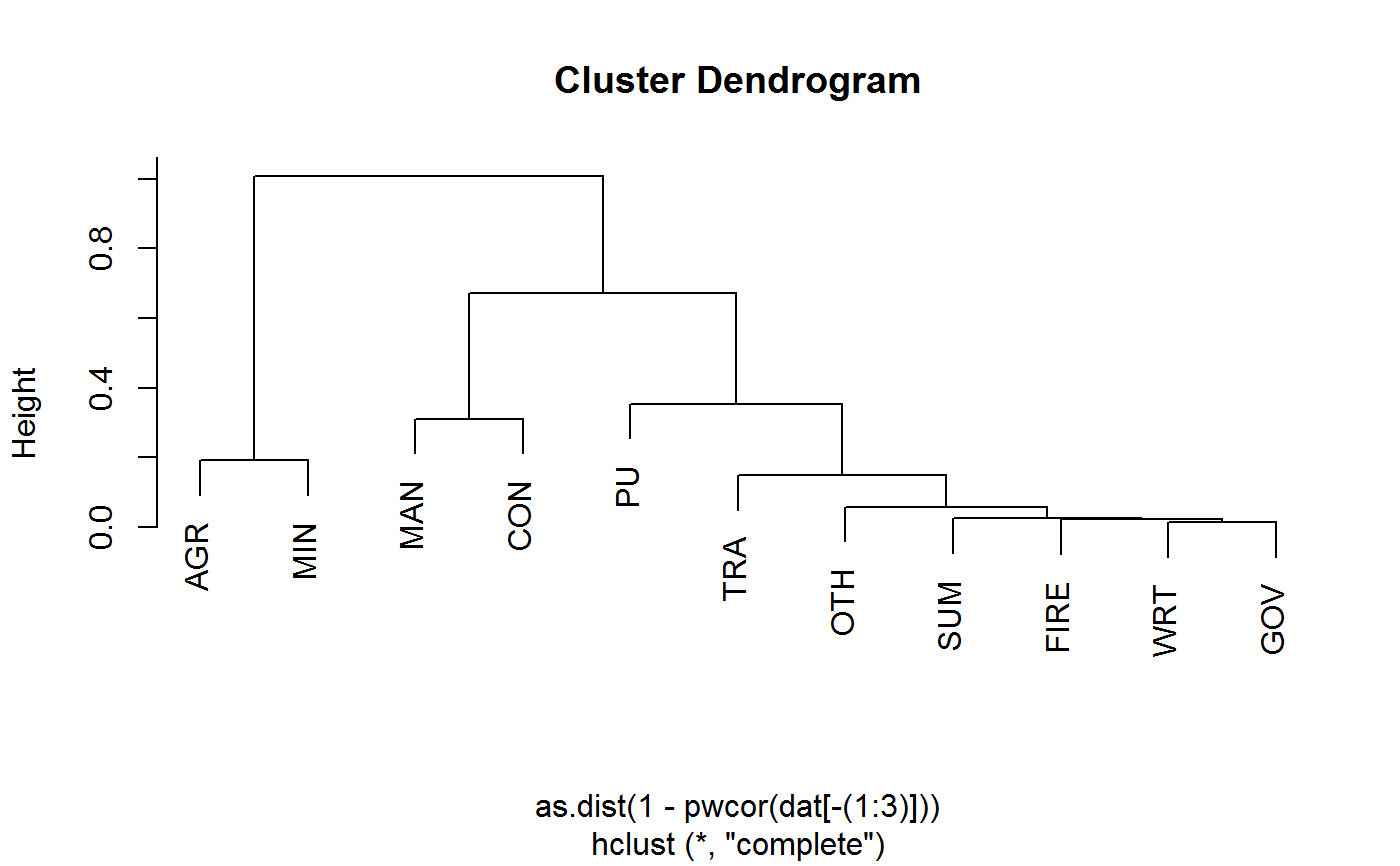 Cluster Dendrogram
Height
0.8
0.4
0.0
AGR
MIN
MAN
CON
PU
TRA
OTH
SUM
FIRE
WRT
GOV
as.dist(1 - pwcor(dat[-(1:3)]))
hclust (*, "complete")